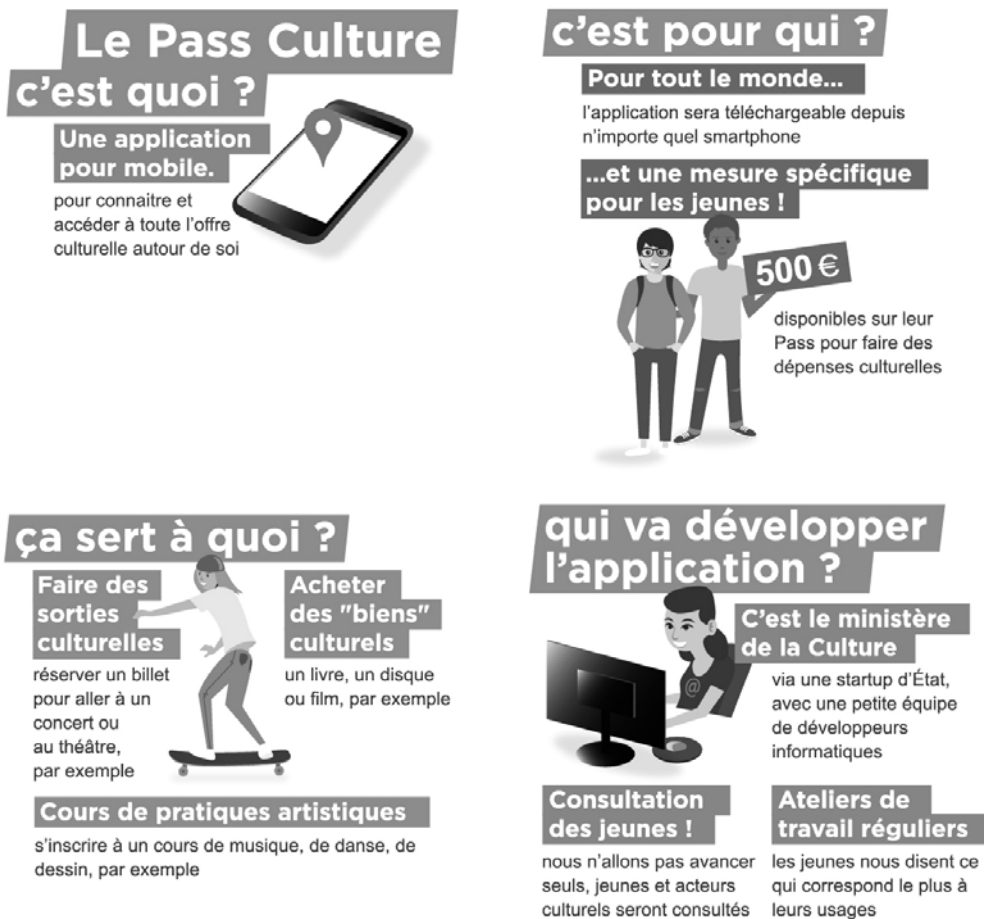 Le Pass Culture
c'est quoi ?
Une application
pour mobile.
pour connaitre et
accéder à toute l'offre
culturelle autour de soi
c'est pour qui ?
Pour tout le monde...
l'application sera téléchargeable depuis
n'importe quel smartphone
...et une mesure spécifique
pour les jeunes !
500 €
disponibles sur leur
Pass pour faire des
dépenses culturelles
ça sert à quoi ?
Faire des
sorties
culturelles
réserver un billet
pour aller à un
concert ou
au théâtre,
par exemple
Acheter
des "biens"
culturels
un livre, un disque
ou film, par exemple
Cours de pratiques artistiques
s'inscrire à un cours de musique, de danse, de
dessin, par exemple
qui va développer
l'application ?
C'est le ministère
de la Culture
via une startup d'État,
avec une petite équipe
de développeurs
informatiques
@
Consultation
des jeunes !
nous n'allons pas avancer
seuls, jeunes et acteurs
culturels seront consultés
Ateliers de
travail réguliers
les jeunes nous disent ce
qui correspond le plus à
leurs usages